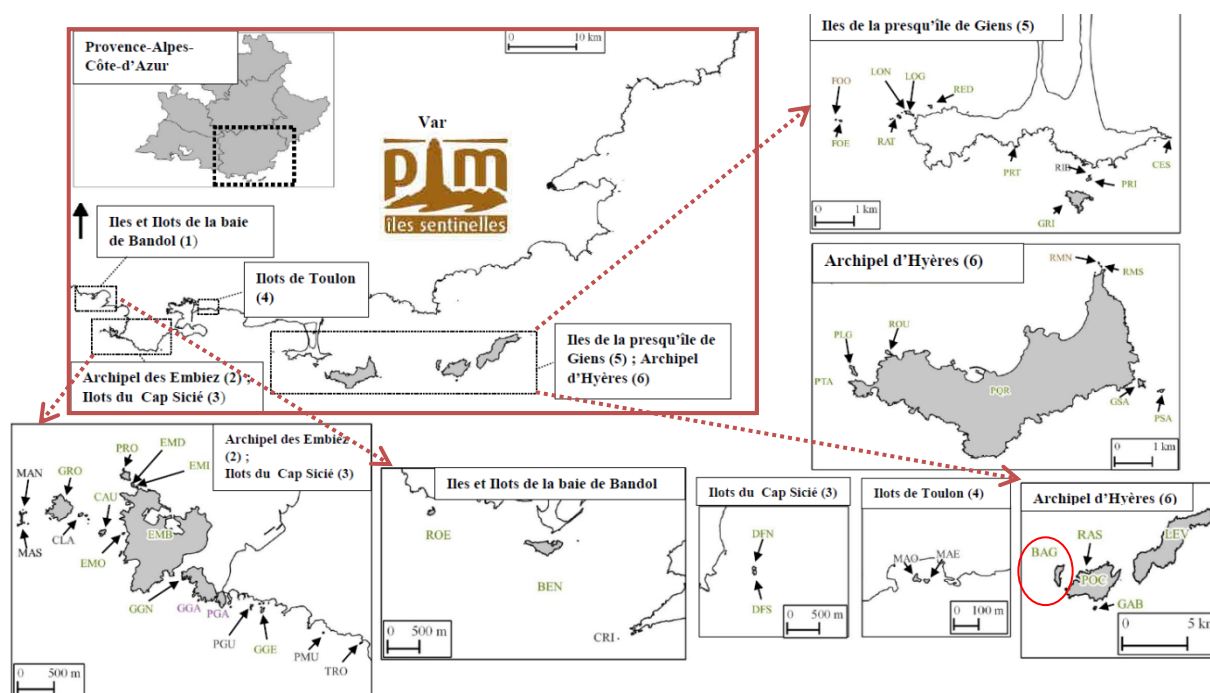 Provence-Alpes-
Côte-d’Azur
0 10 km
Var
pim
îles sentinelles
Iles et Ilots de la baie
de Bandol (1)
Ilots de Toulon
(4)
Archipel des Embiez (2) ;
Ilots du Cap Sicié (3)
Iles de la presqu’île de
Giens (5) ; Archipel
d’Hyères (6)
Iles de la presqu’île de Giens (5)
FOO
LON
LOG
RED
FOE
RAT
PRT
RIB
PRI
CES
GRI
0
1 km
Archipel d’Hyères (6)
RMN
RMS
PLG
ROU
PTA
PQR
GSA
PSA
0
1 km
Archipel des Embiez
(2) ;
Ilots du Cap Sicié (3)
PRO
EMD
EMI
MAN
GRO
CAU
MAS
CLA
EMO
EMB
GGN
GGA
PGA
PGU
GGE
PMU
TRO
0
500 m
Iles et Ilots de la baie de Bandol
ROE
BEN
CRI
0
500 m
Ilots du Cap Sicié (3)
DFN
DFS
0
500 m
Ilots de Toulon (4)
MAO
MAE
0
100 m
Archipel d’Hyères (6)
BAG
RAS
LEV
POC
GAB
0
5 km